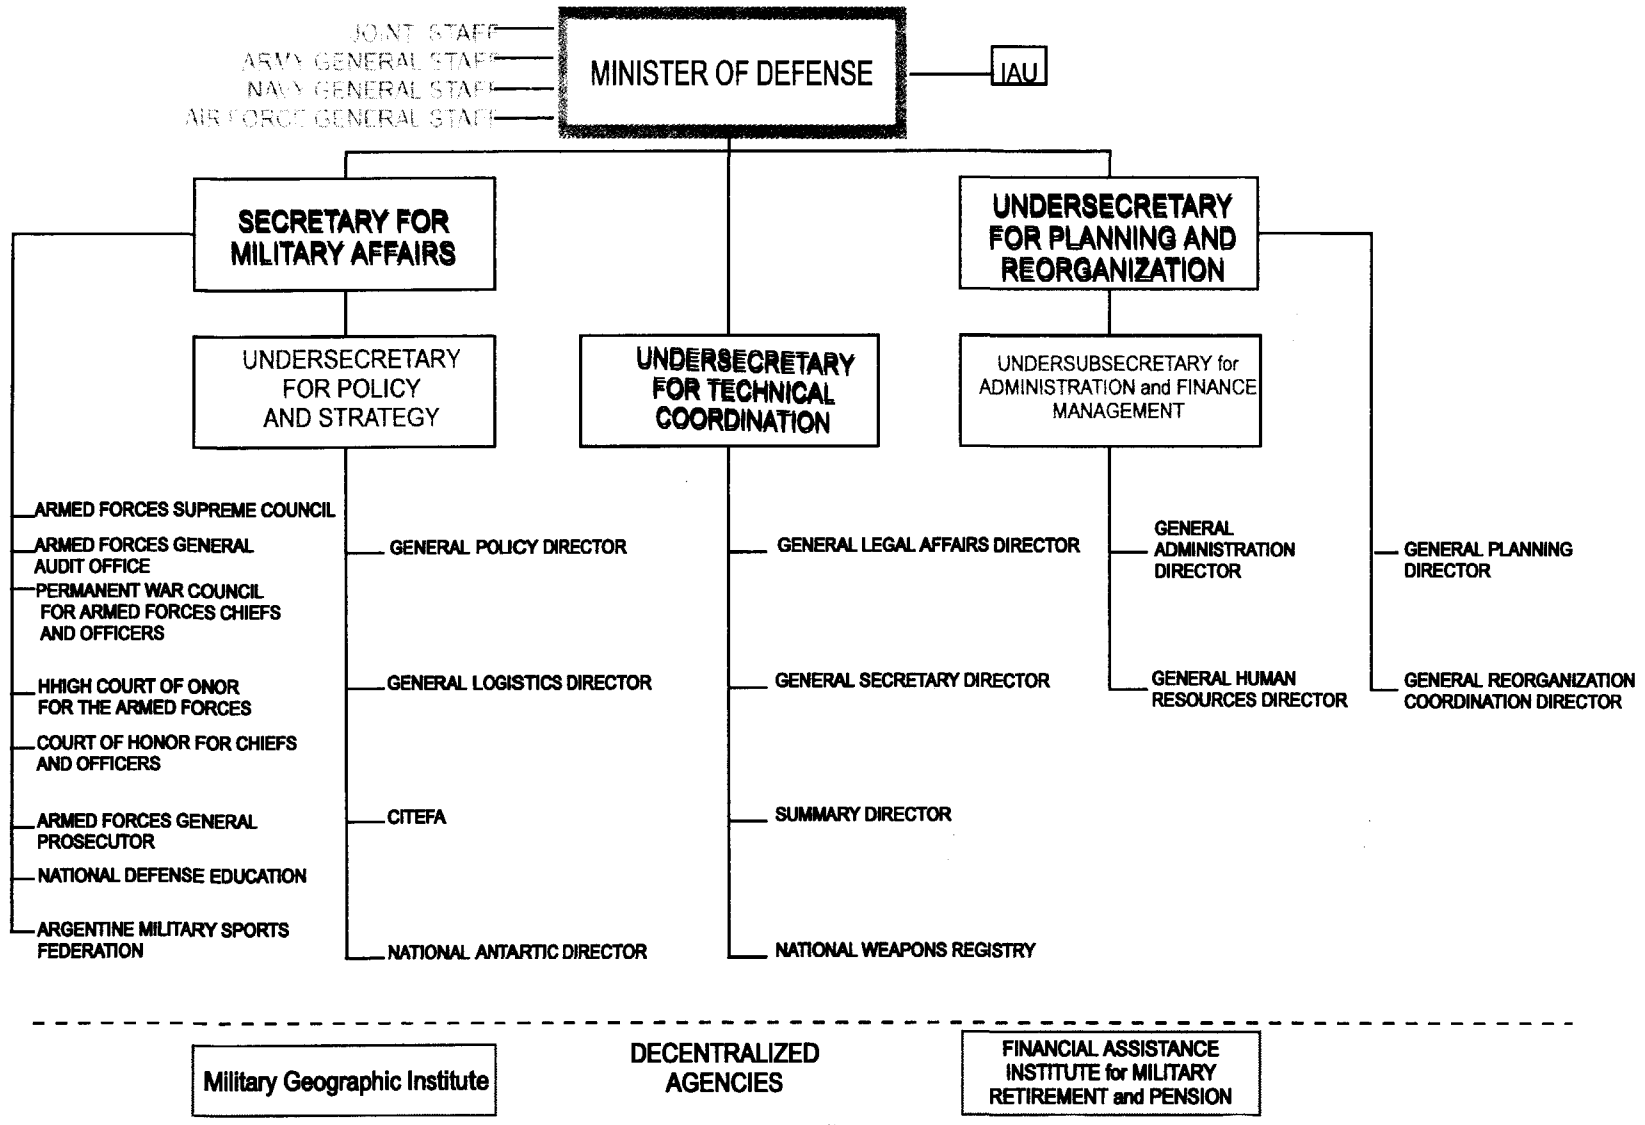 JOINT STAFF
ARMY GENERAL STAFF
NAVY GENERAL STAFF
AIR FORCE GENERAL STAFF
MINISTER OF DEFENSE
IAU
SECRETARY FOR
MILITARY AFFAIRS
UNDERSECRETARY
FOR PLANNING AND
REORGANIZATION
UNDERSECRETARY
FOR POLICY
AND STRATEGY
UNDERSECRETARY
FOR TECHNICAL
COORDINATION
UNDERSUBSECRETARY for
ADMINISTRATION and FINANCE
MANAGEMENT
ARMED FORCES SUPREME COUNCIL
ARMED FORCES GENERAL
AUDIT OFFICE
PERMANENT WAR COUNCIL
FOR ARMED FORCES CHIEFS
AND OFFICERS
HHIGH COURT OF ONOR
FOR THE ARMED FORCES
COURT OF HONOR FOR CHIEFS
AND OFFICERS
ARMED FORCES GENERAL
PROSECUTOR
NATIONAL DEFENSE EDUCATION
ARGENTINE MILITARY SPORTS
FEDERATION
GENERAL POLICY DIRECTOR
GENERAL LOGISTICS DIRECTOR
CITEFA
NATIONAL ANTARTIC DIRECTOR
GENERAL LEGAL AFFAIRS DIRECTOR
GENERAL SECRETARY DIRECTOR
SUMMARY DIRECTOR
NATIONAL WEAPONS REGISTRY
GENERAL
ADMINISTRATION
DIRECTOR
GENERAL HUMAN
RESOURCES DIRECTOR
GENERAL PLANNING
DIRECTOR
GENERAL REORGANIZATION
COORDINATION DIRECTOR
Military Geographic Institute
DECENTRALIZED
AGENCIES
FINANCIAL ASSISTANCE
INSTITUTE for MILITARY
RETIREMENT and PENSION